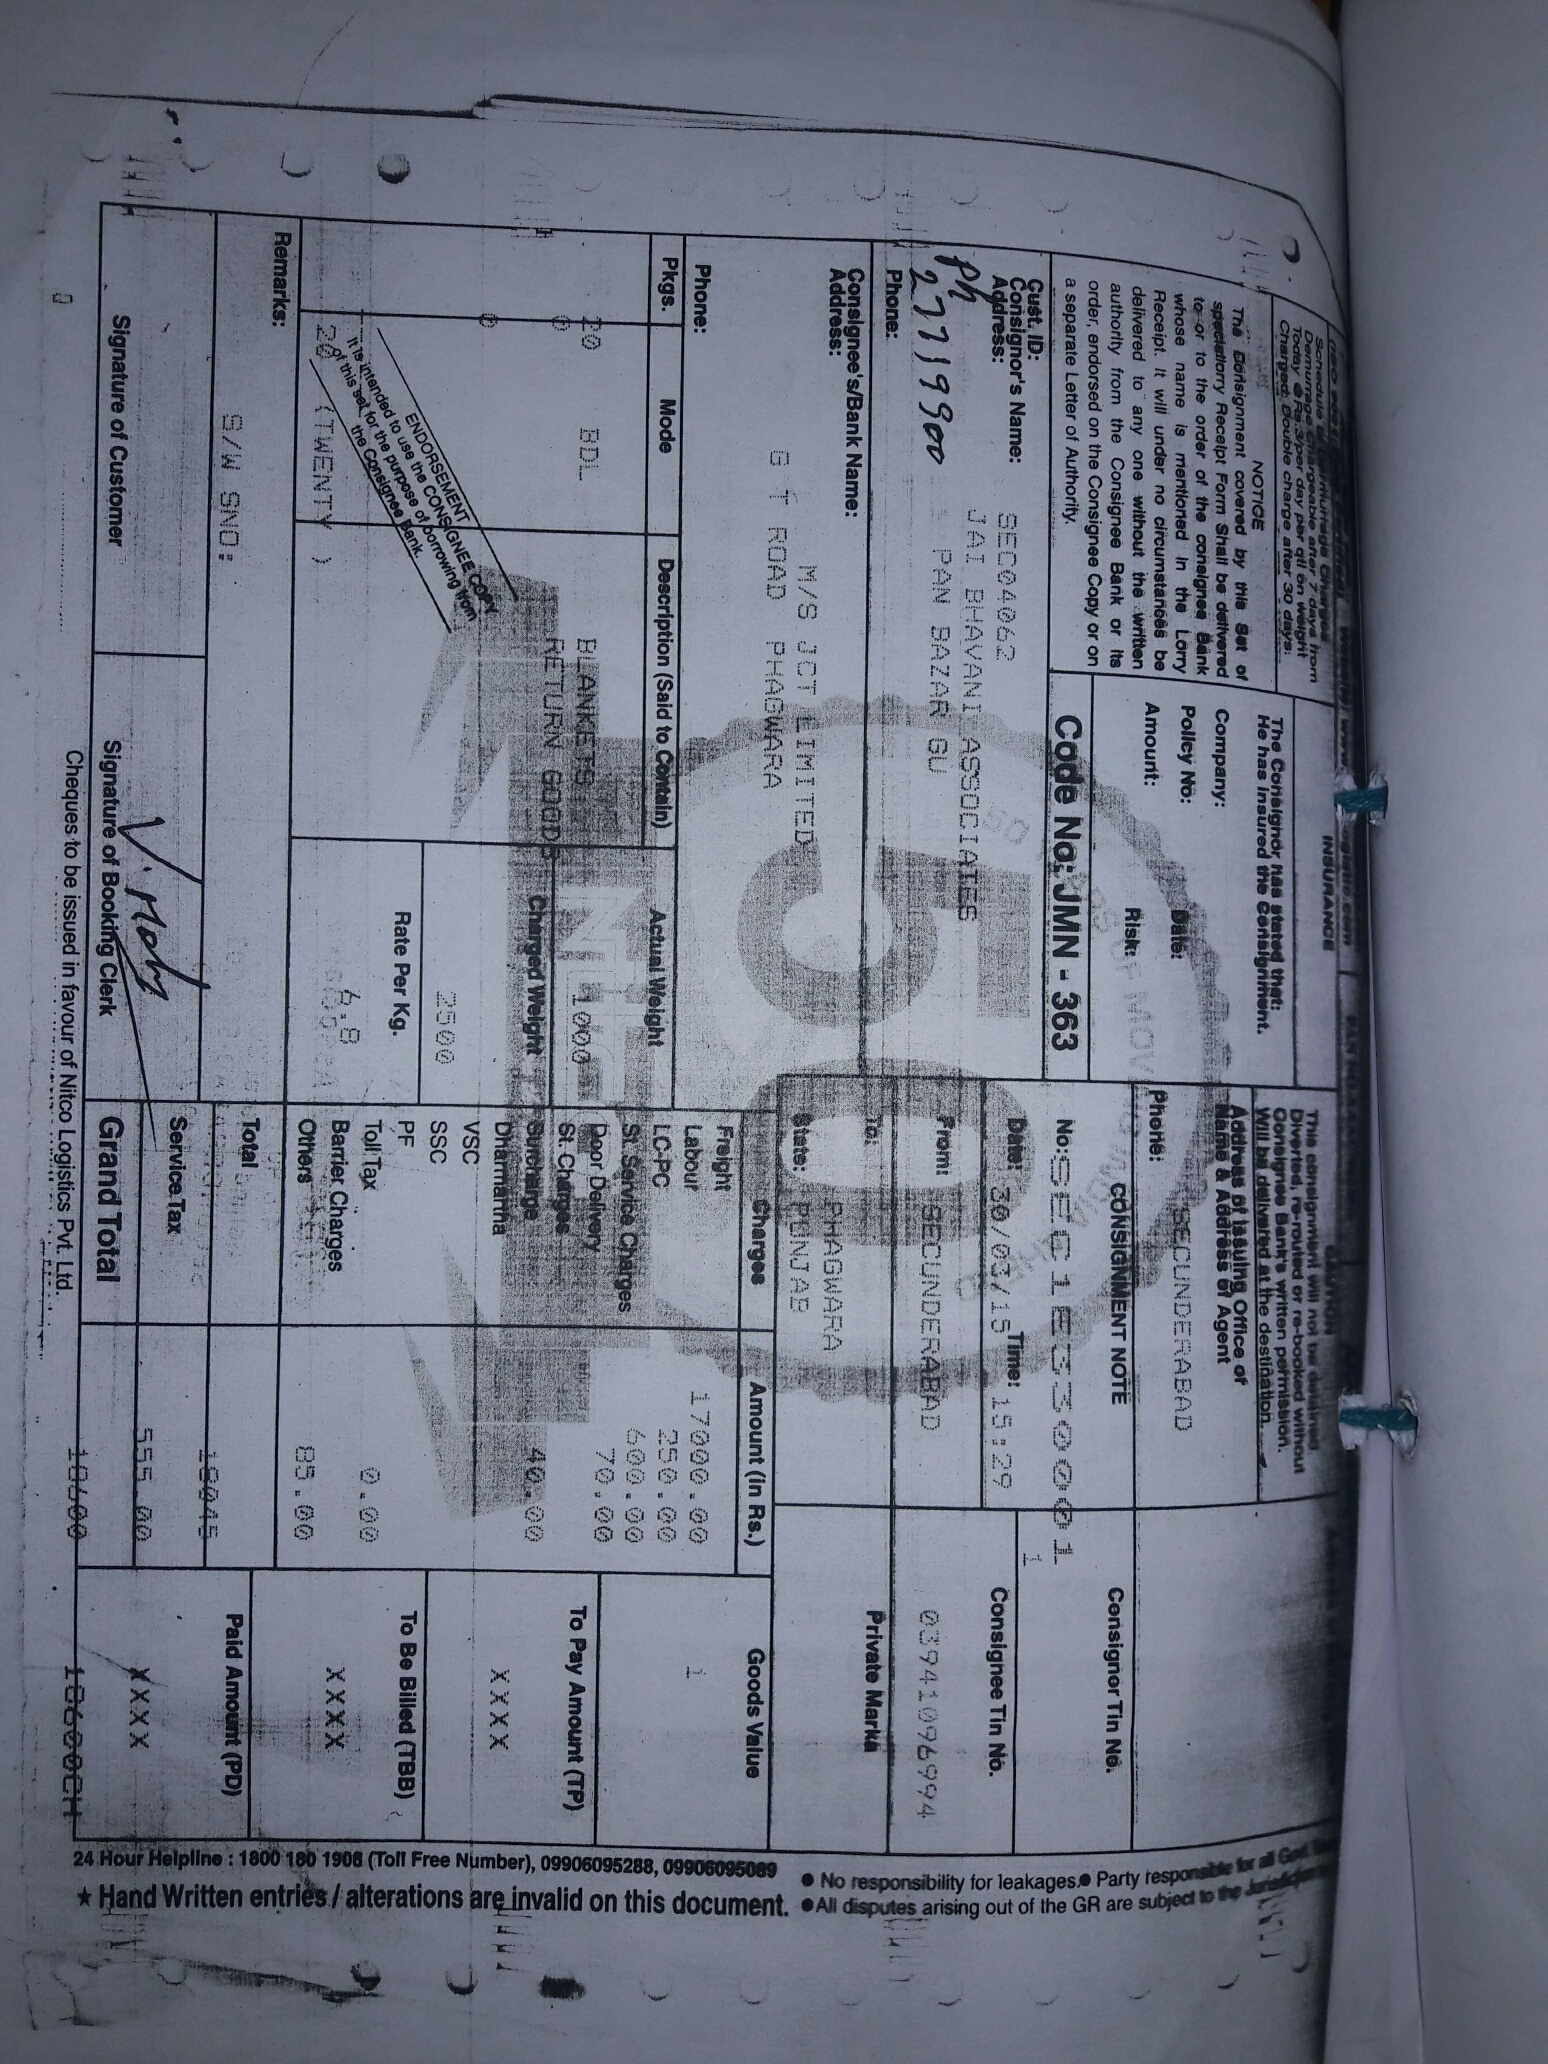 Schedule of Demurrage Charges
Demurrage Chargeable after 7 days from
Today @ Rs.3/per day per qtl on weight
Charged. Double charge after 30 days.
NOTICE
The Consignment covered by this Set of
special lorry Receipt Form Shall be delivered
to or to the order of the consignee Bank
whose name is mentioned in the Lorry
Receipt. It will under no circumstances be
delivered to any one without the written
authority from the Consignee Bank or its
order, endorsed on the Consignee Copy or on
a separate Letter of Authority.
INSURANCE
The Consignor has stated that:
He has insured the Consignment.
Company:
Policy No: Date:
Amount: Risk:
Code No: JMN - 363
CAUTION
This consignment will not be detained
Diverted, re-routed or re-booked without
Consignee Bank's written permission.
Will be delivered at the destination.
Address of Issuing Office or
Name & Address of Agent
SECUNDERABAD
Phone:
CONSIGNMENT NOTE
No: SEC1E530001
Date: 30/03/15 Time: 15:29
From: SECUNDERABAD
To: PHAGWARA
State: PUNJAB
Consignor Tin No.
1
Consignee Tin No.
03941096994
Private Marka
Cust. ID: SEC04062
Consignor's Name: JAI BHAVANI ASSOCIATES
Address: PAN BAZAR GU
Ph
27719900
Phone:
Consignee's/Bank Name: M/S JCT LIMITED
Address: G T ROAD PHAGWARA
Phone:
Pkgs. Mode Description (Said to Contain) Actual Weight Charges Amount (in Rs.) Goods Value
20 BDL BLANKETS 1000
0 RETURN GOODS
Charged Weight
0
2500
Rate Per Kg.
6.8
20 (TWENTY )
ENDORSEMENT
It is intended to use the CONSIGNEE COPY
of this set for the purpose of borrowing from
the Consignee Bank.
Freight 17000.00
Labour 250.00
LC-PC 600.00
St. Service Charges 70.00
Door Delivery
St. Charges 40.00
Surcharge
Dharmartha
VSC
SSC
PF 0.00
Toll Tax
Barrier Charges 85.00
Others
Total 18045
Service Tax 555.00
Grand Total 18600
1
To Pay Amount (TP)
XXXX
To Be Billed (TBB)
XXXX
Paid Amount (PD)
XXXX
18600CH
Remarks:
S/W SNO:
Signature of Customer
Signature of Booking Clerk
Cheques to be issued in favour of Nitco Logistics Pvt. Ltd.
24 Hour Helpline : 1800 180 1908 (Toll Free Number), 09906095288, 09906095089
★ Hand Written entries / alterations are invalid on this document.
● No responsibility for leakages. ● Party responsible for all Govt.
● All disputes arising out of the GR are subject to the Jurisdiction